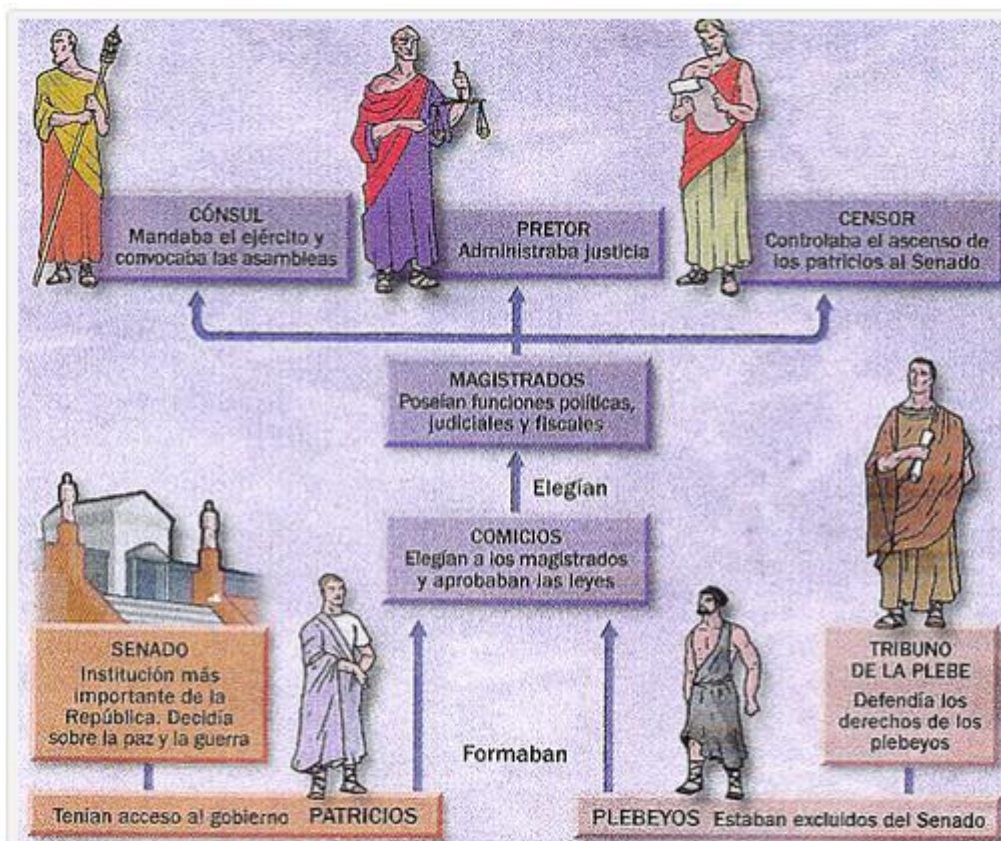 CÓNSUL
Mandaba el ejército y
convocaba las asambleas
PRETOR
Administraba justicia
CENSOR
Controlaba el ascenso de
los patricios al Senado
MAGISTRADOS
Poseían funciones políticas,
judiciales y fiscales
Elegían
COMICIOS
Elegían a los magistrados
y aprobaban las leyes
SENADO
Institución más
importante de la
República. Decidía
sobre la paz y la guerra
TRIBUNO
DE LA PLEBE
Defendía los
derechos de los
plebeyos
Formaban
Tenían acceso al gobierno PATRICIOS
PLEBEYOS Estaban excluidos del Senado